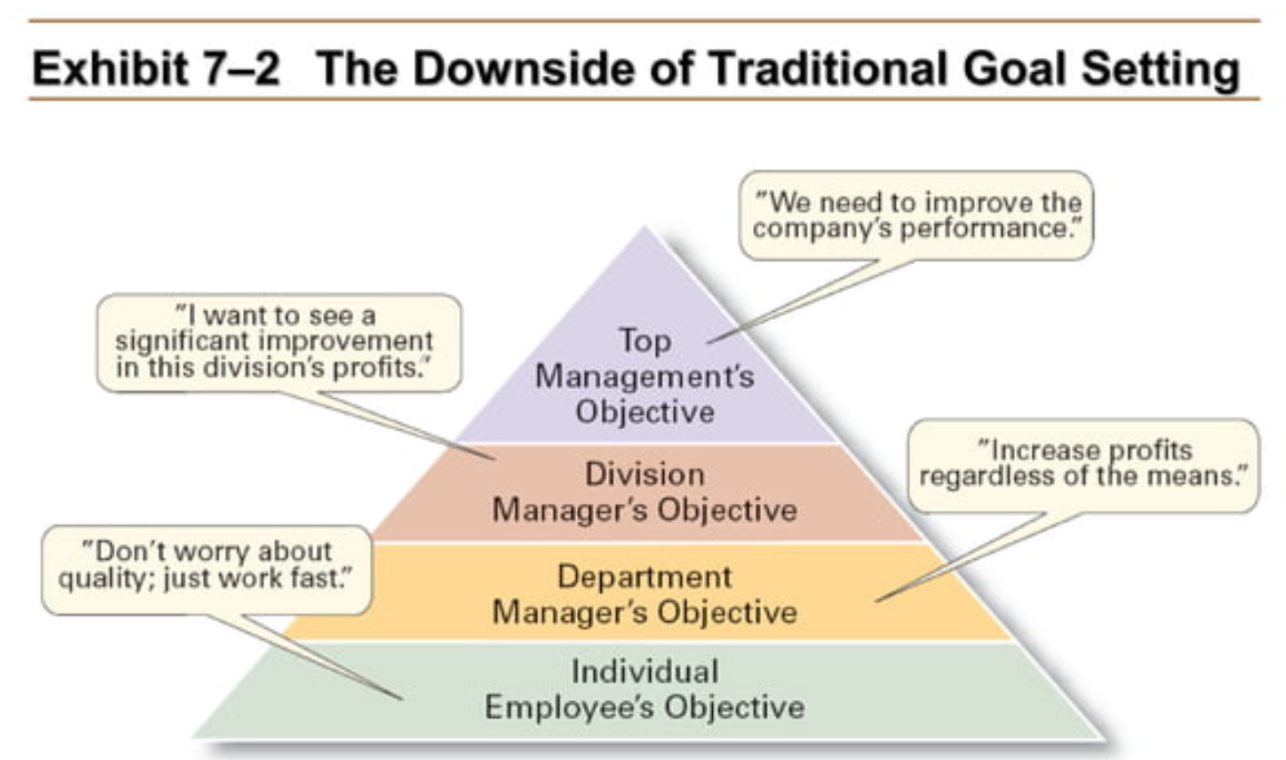 Exhibit 7–2 The Downside of Traditional Goal Setting
"We need to improve the
company's performance."
"I want to see a
significant improvement
in this division's profits."
Top
Management's
Objective
"Increase profits
regardless of the means."
Division
Manager's Objective
"Don't worry about
quality; just work fast."
Department
Manager's Objective
Individual
Employee's Objective